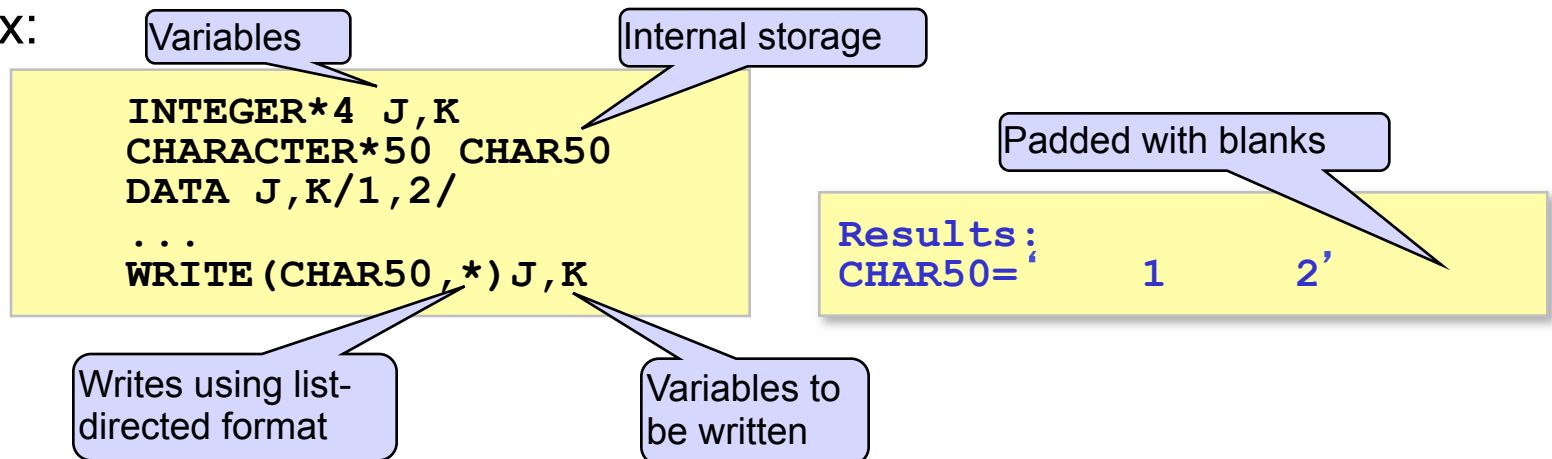 x:
Variables
Internal storage
INTEGER*4 J,K
CHARACTER*50 CHAR50
DATA J,K/1,2/
...
WRITE(CHAR50,*)J,K
Padded with blanks
Results:
CHAR50=‘     1      2’
Writes using list-
directed format
Variables to
be written